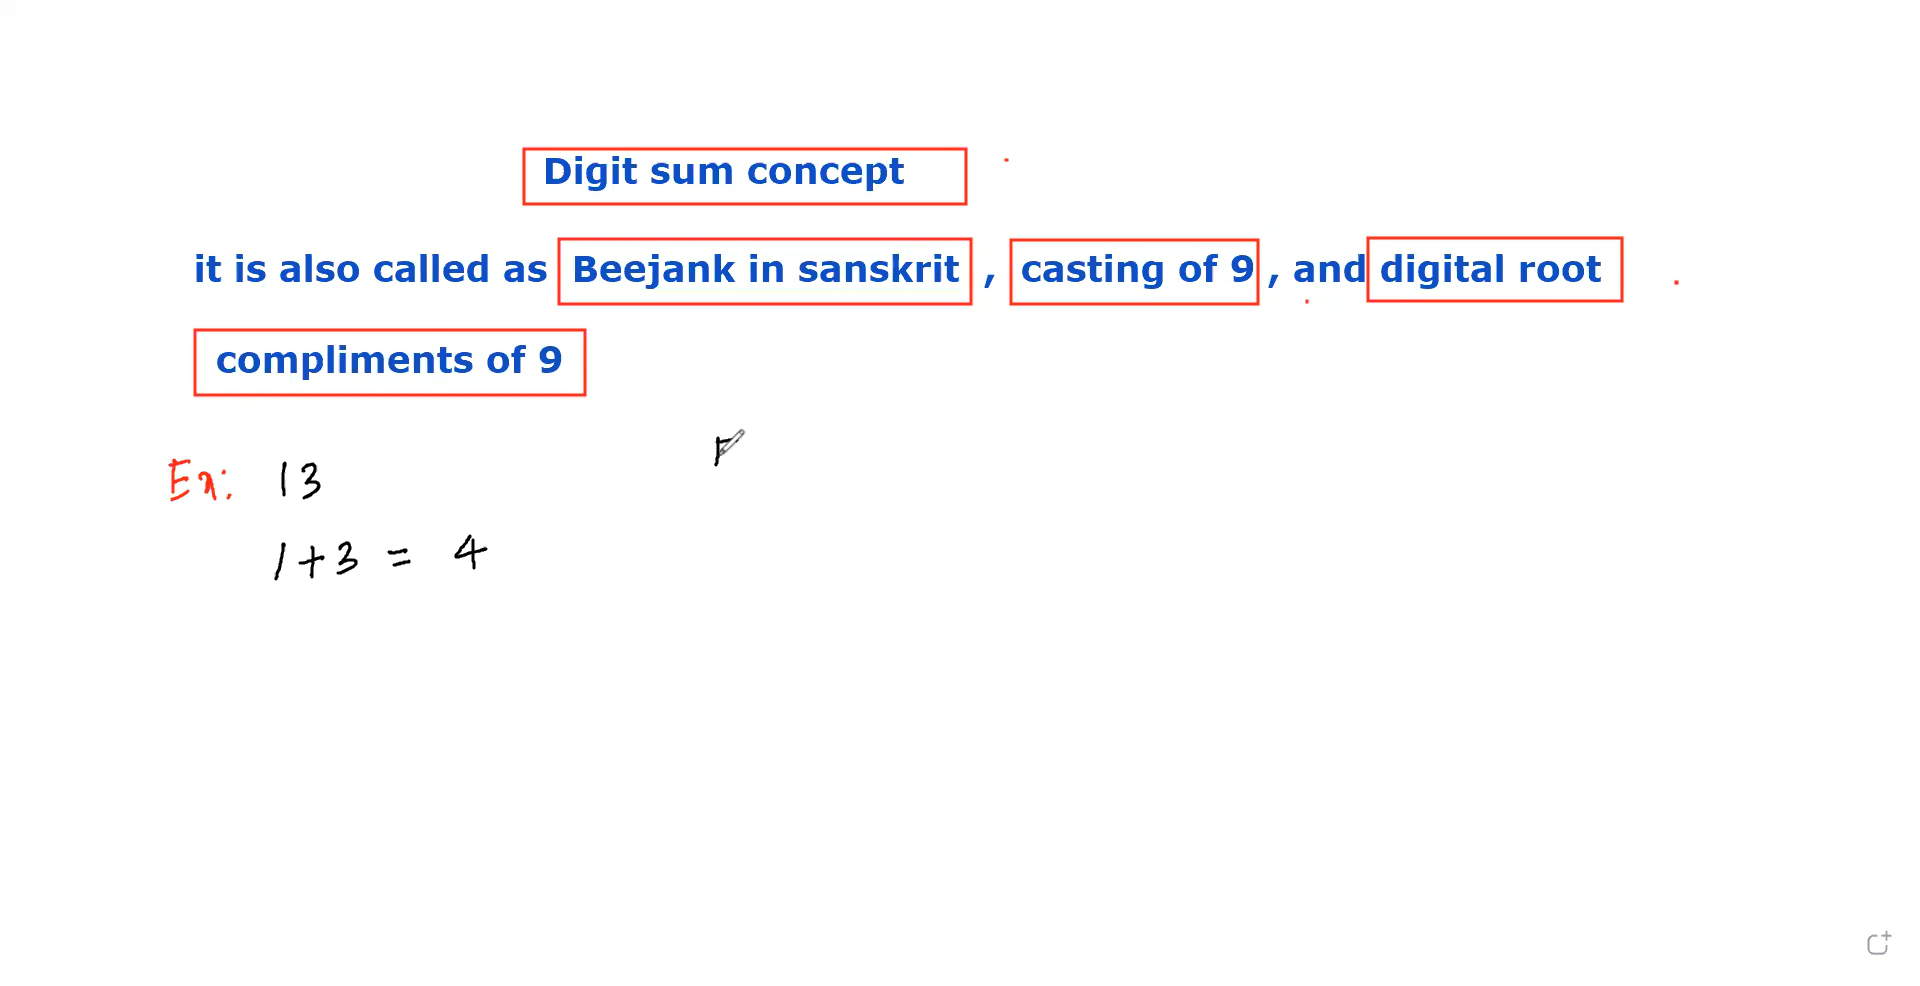 Digit sum concept
it is also called as Beejank in sanskrit , casting of 9 , and digital root
compliments of 9
Ex: 13
1+3 = 4